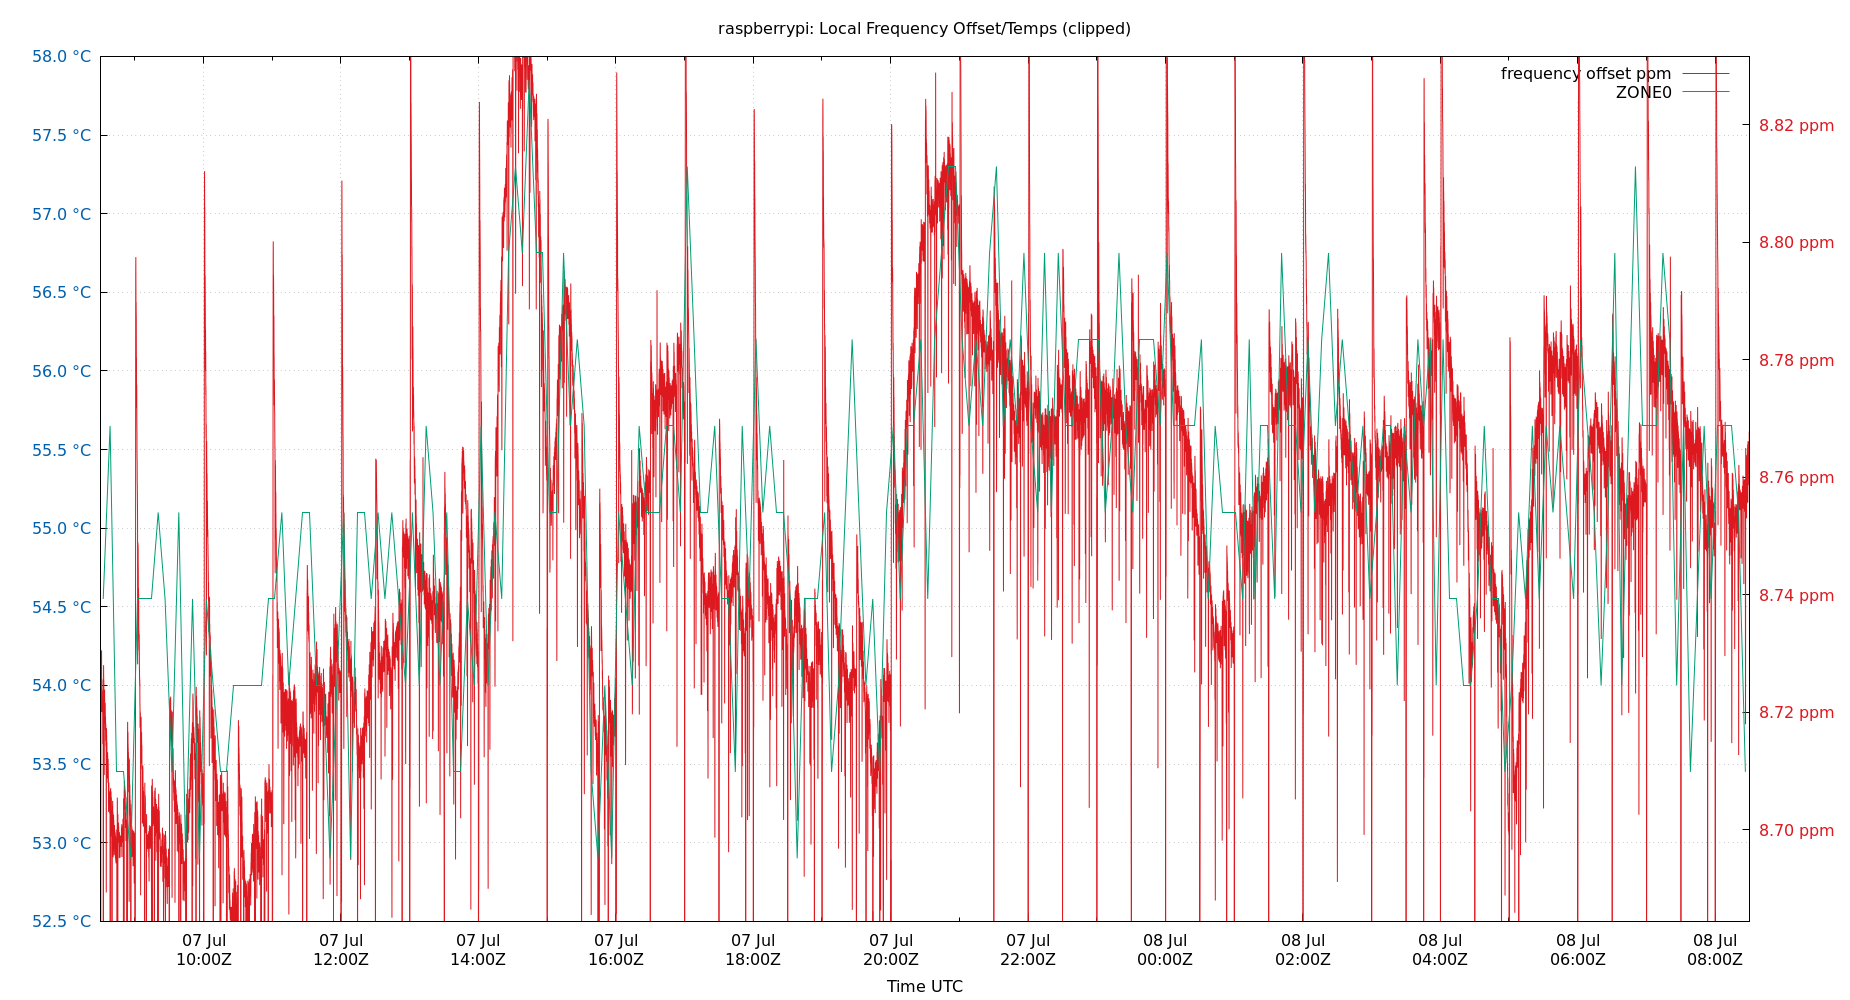 raspberrypi: Local Frequency Offset/Temps (clipped)
frequency offset ppm
ZONE0
58.0 °C
57.5 °C
57.0 °C
56.5 °C
56.0 °C
55.5 °C
55.0 °C
54.5 °C
54.0 °C
53.5 °C
53.0 °C
52.5 °C
8.82 ppm
8.80 ppm
8.78 ppm
8.76 ppm
8.74 ppm
8.72 ppm
8.70 ppm
07 Jul
10:00Z
07 Jul
12:00Z
07 Jul
14:00Z
07 Jul
16:00Z
07 Jul
18:00Z
07 Jul
20:00Z
07 Jul
22:00Z
08 Jul
00:00Z
08 Jul
02:00Z
08 Jul
04:00Z
08 Jul
06:00Z
08 Jul
08:00Z
Time UTC